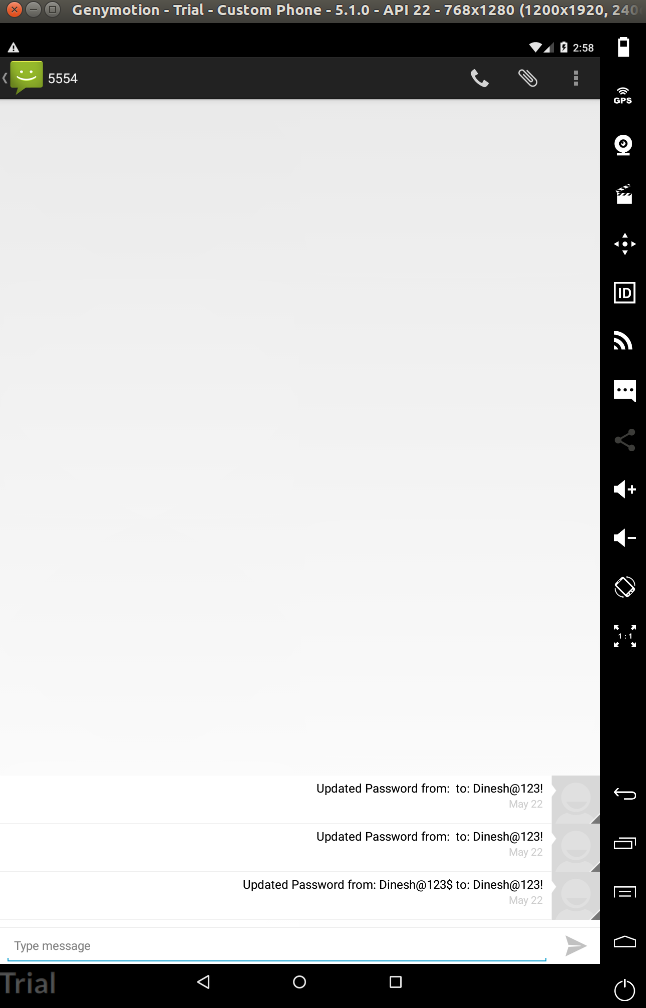 Genymotion - Trial - Custom Phone - 5.1.0 - API 22 - 768x1280 (1200x1920, 240
2:58
5554
GPS
ID
1:1
Updated Password from:  to: Dinesh@123!
May 22
Updated Password from:  to: Dinesh@123!
May 22
Updated Password from: Dinesh@123$ to: Dinesh@123!
May 22
Type message
Trial